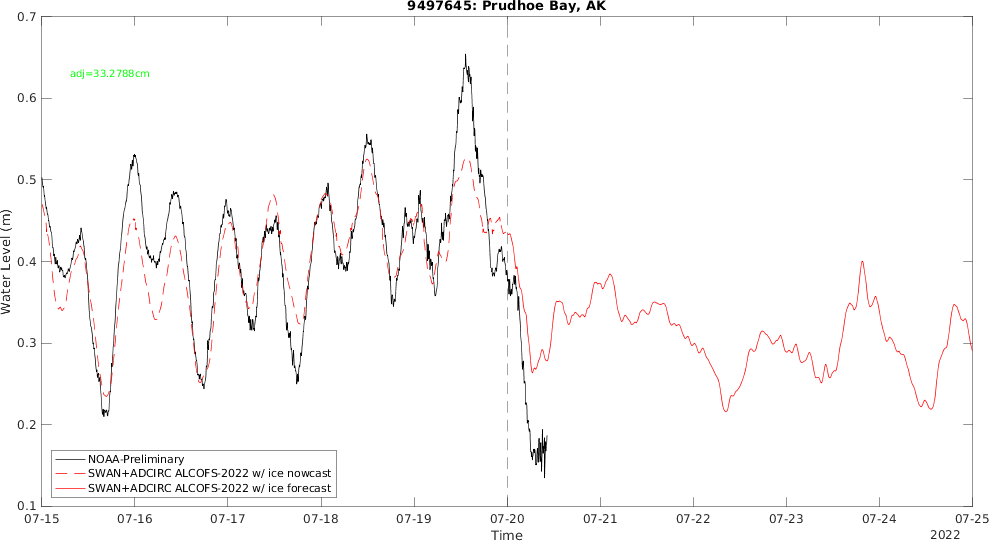 9497645: Prudhoe Bay, AK
adj=33.2788cm
Water Level (m)
0.7
0.6
0.5
0.4
0.3
0.2
0.1
NOAA-Preliminary
SWAN+ADCIRC ALCOFS-2022 w/ ice nowcast
SWAN+ADCIRC ALCOFS-2022 w/ ice forecast
07-15 07-16 07-17 07-18 07-19 07-20 07-21 07-22 07-23 07-24 07-25
Time
2022